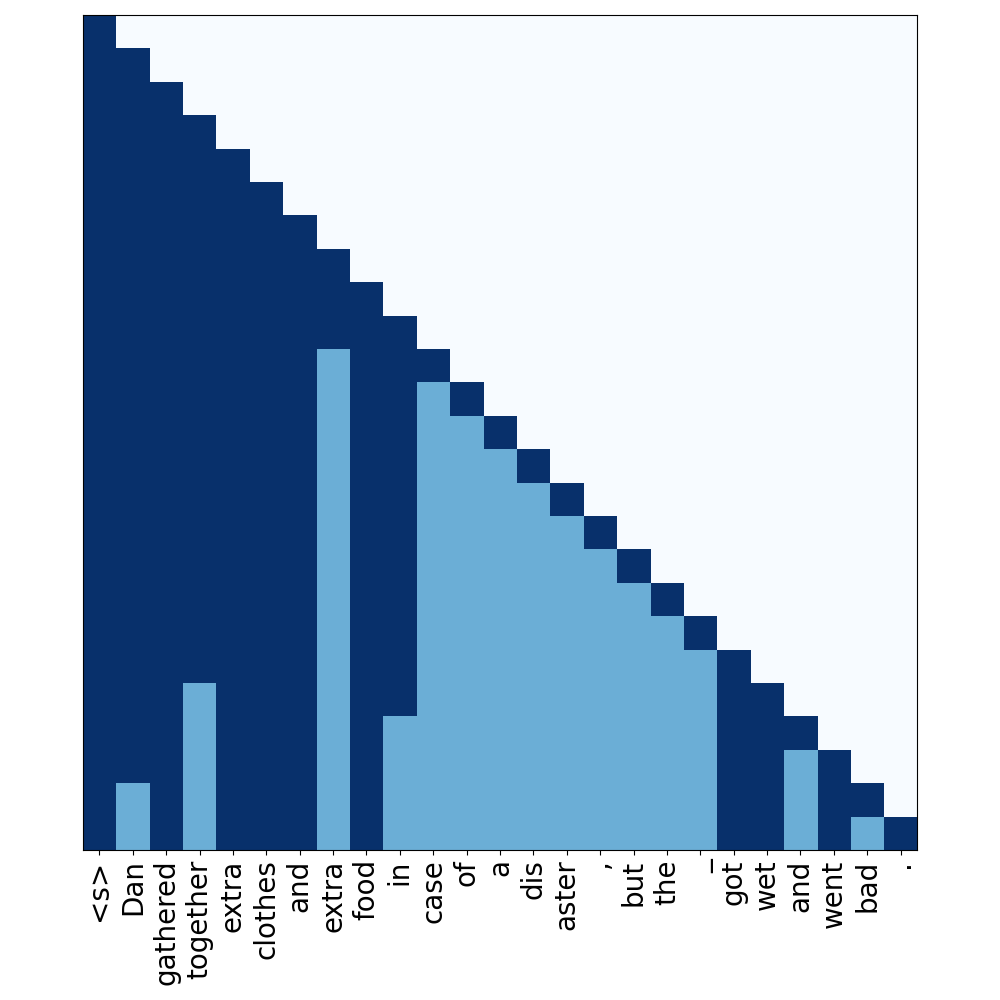 <s>
Dan
gathered
together
extra
clothes
and
extra
food
in
case
of
a
dis
aster
,
but
the
_
got
wet
and
went
bad
.